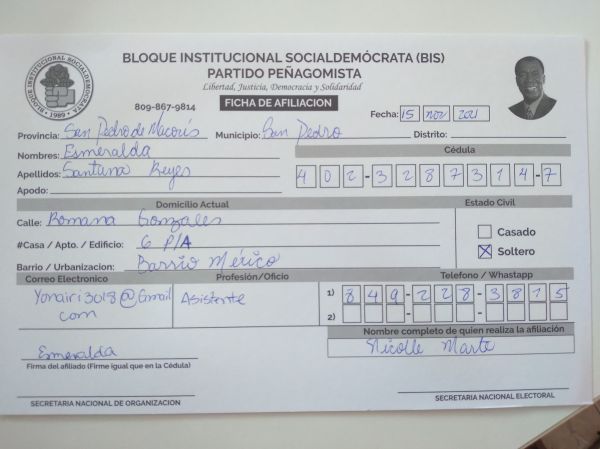 BLOQUE INSTITUCIONAL SOCIALDEMÓCRATA (BIS)
PARTIDO PEÑAGOMISTA
Libertad, Justicia, Democracia y Solidaridad
BLOQUE INSTITUCIONAL SOCIALDEMÓCRATA • 1989 •
809-867-9814
FICHA DE AFILIACION
Fecha: 15 nov 2021
Provincia: San Pedro de Macorís Municipio: San Pedro Distrito:
Nombres: Esmeralda
Cédula
Apellidos: Santana Reyes
402-3287314-7
Apodo:
Domicilio Actual Estado Civil
Calle: Romana Gonzales
Casado
#Casa / Apto. / Edificio: 6 P/A
Soltero
Barrio / Urbanizacion: Barrio México
Correo Electronico Profesión/Oficio Telefono / Whastapp
Yonairi3018@Gmail Asistente 1) 849-228-3815
com
2)
Nombre completo de quien realiza la afiliación
Nicolle Marte
Esmeralda
Firma del afiliado (Firme igual que en la Cédula)
SECRETARIA NACIONAL DE ORGANIZACION SECRETARIA NACIONAL ELECTORAL